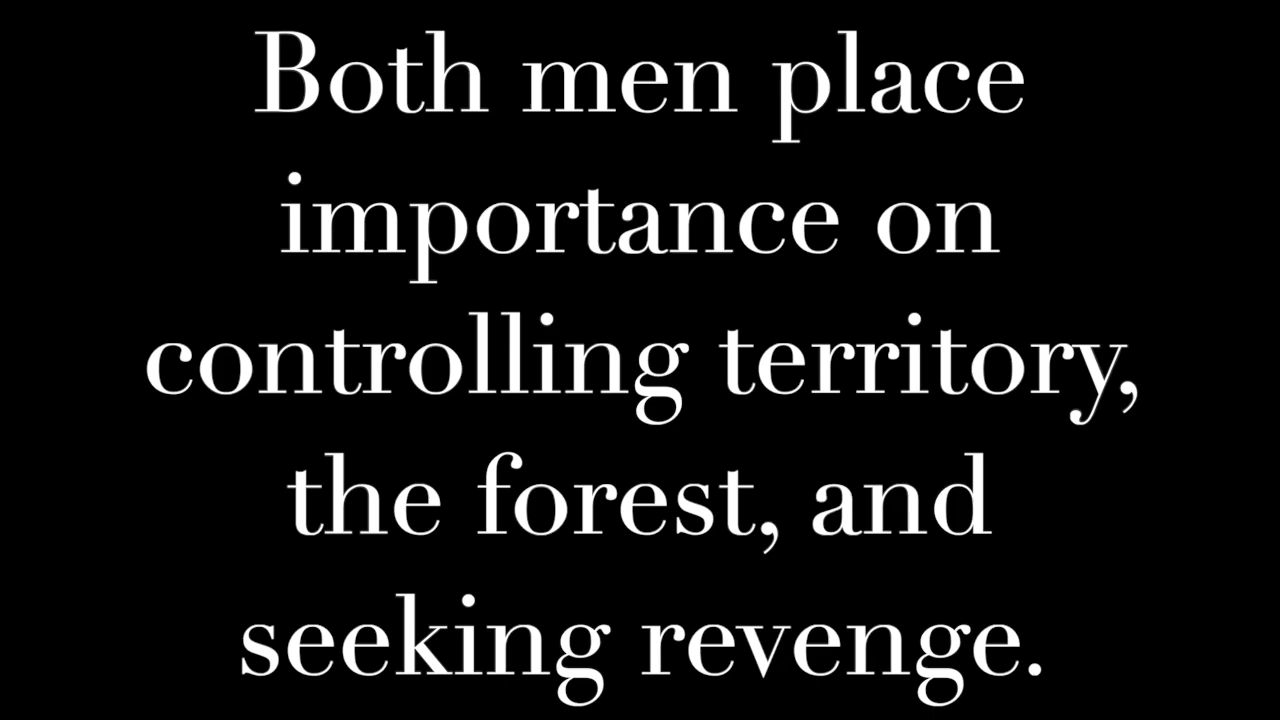 Both men place
importance on
controlling territory,
the forest, and
seeking revenge.